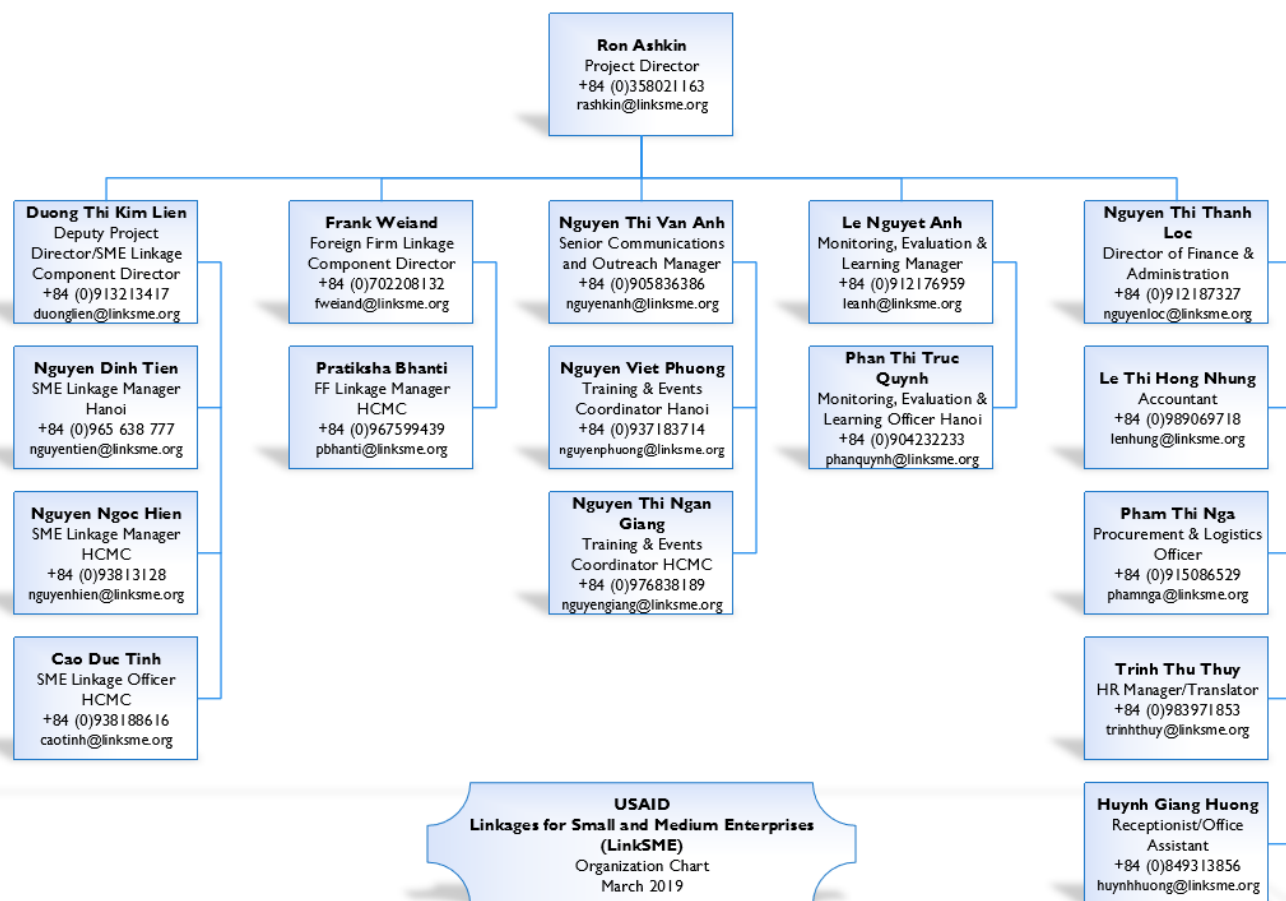 Ron Ashkin
Project Director
+84 (0)358021163
rashkin@linksme.org
Duong Thi Kim Lien
Deputy Project
Director/SME Linkage
Component Director
+84 (0)913213417
duonglien@linksme.org
Nguyen Dinh Tien
SME Linkage Manager
Hanoi
+84 (0)965 638 777
nguyentien@linksme.org
Nguyen Ngoc Hien
SME Linkage Manager
HCMC
+84 (0)93813128
nguyenhien@linksme.org
Cao Duc Tinh
SME Linkage Officer
HCMC
+84 (0)938188616
caotinh@linksme.org
Frank Weiand
Foreign Firm Linkage
Component Director
+84 (0)702208132
fweiand@linksme.org
Pratiksha Bhanti
FF Linkage Manager
HCMC
+84 (0)967599439
pbhanti@linksme.org
Nguyen Thi Van Anh
Senior Communications
and Outreach Manager
+84 (0)905836386
nguyenanh@linksme.org
Nguyen Viet Phuong
Training & Events
Coordinator Hanoi
+84 (0)937183714
nguyenphuong@linksme.org
Nguyen Thi Ngan
Giang
Training & Events
Coordinator HCMC
+84 (0)976838189
nguyengiang@linksme.org
Le Nguyet Anh
Monitoring, Evaluation &
Learning Manager
+84 (0)912176959
leanh@linksme.org
Phan Thi Truc
Quynh
Monitoring, Evaluation &
Learning Officer Hanoi
+84 (0)904232233
phanquynh@linksme.org
Nguyen Thi Thanh
Loc
Director of Finance &
Administration
+84 (0)912187327
nguyenloc@linksme.org
Le Thi Hong Nhung
Accountant
+84 (0)989069718
lenhung@linksme.org
Pham Thi Nga
Procurement & Logistics
Officer
+84 (0)915086529
phamnga@linksme.org
Trinh Thu Thuy
HR Manager/Translator
+84 (0)983971853
trinhthuy@linksme.org
Huynh Giang Huong
Receptionist/Office
Assistant
+84 (0)849313856
huynhhuong@linksme.org
USAID
Linkages for Small and Medium Enterprises
(LinkSME)
Organization Chart
March 2019